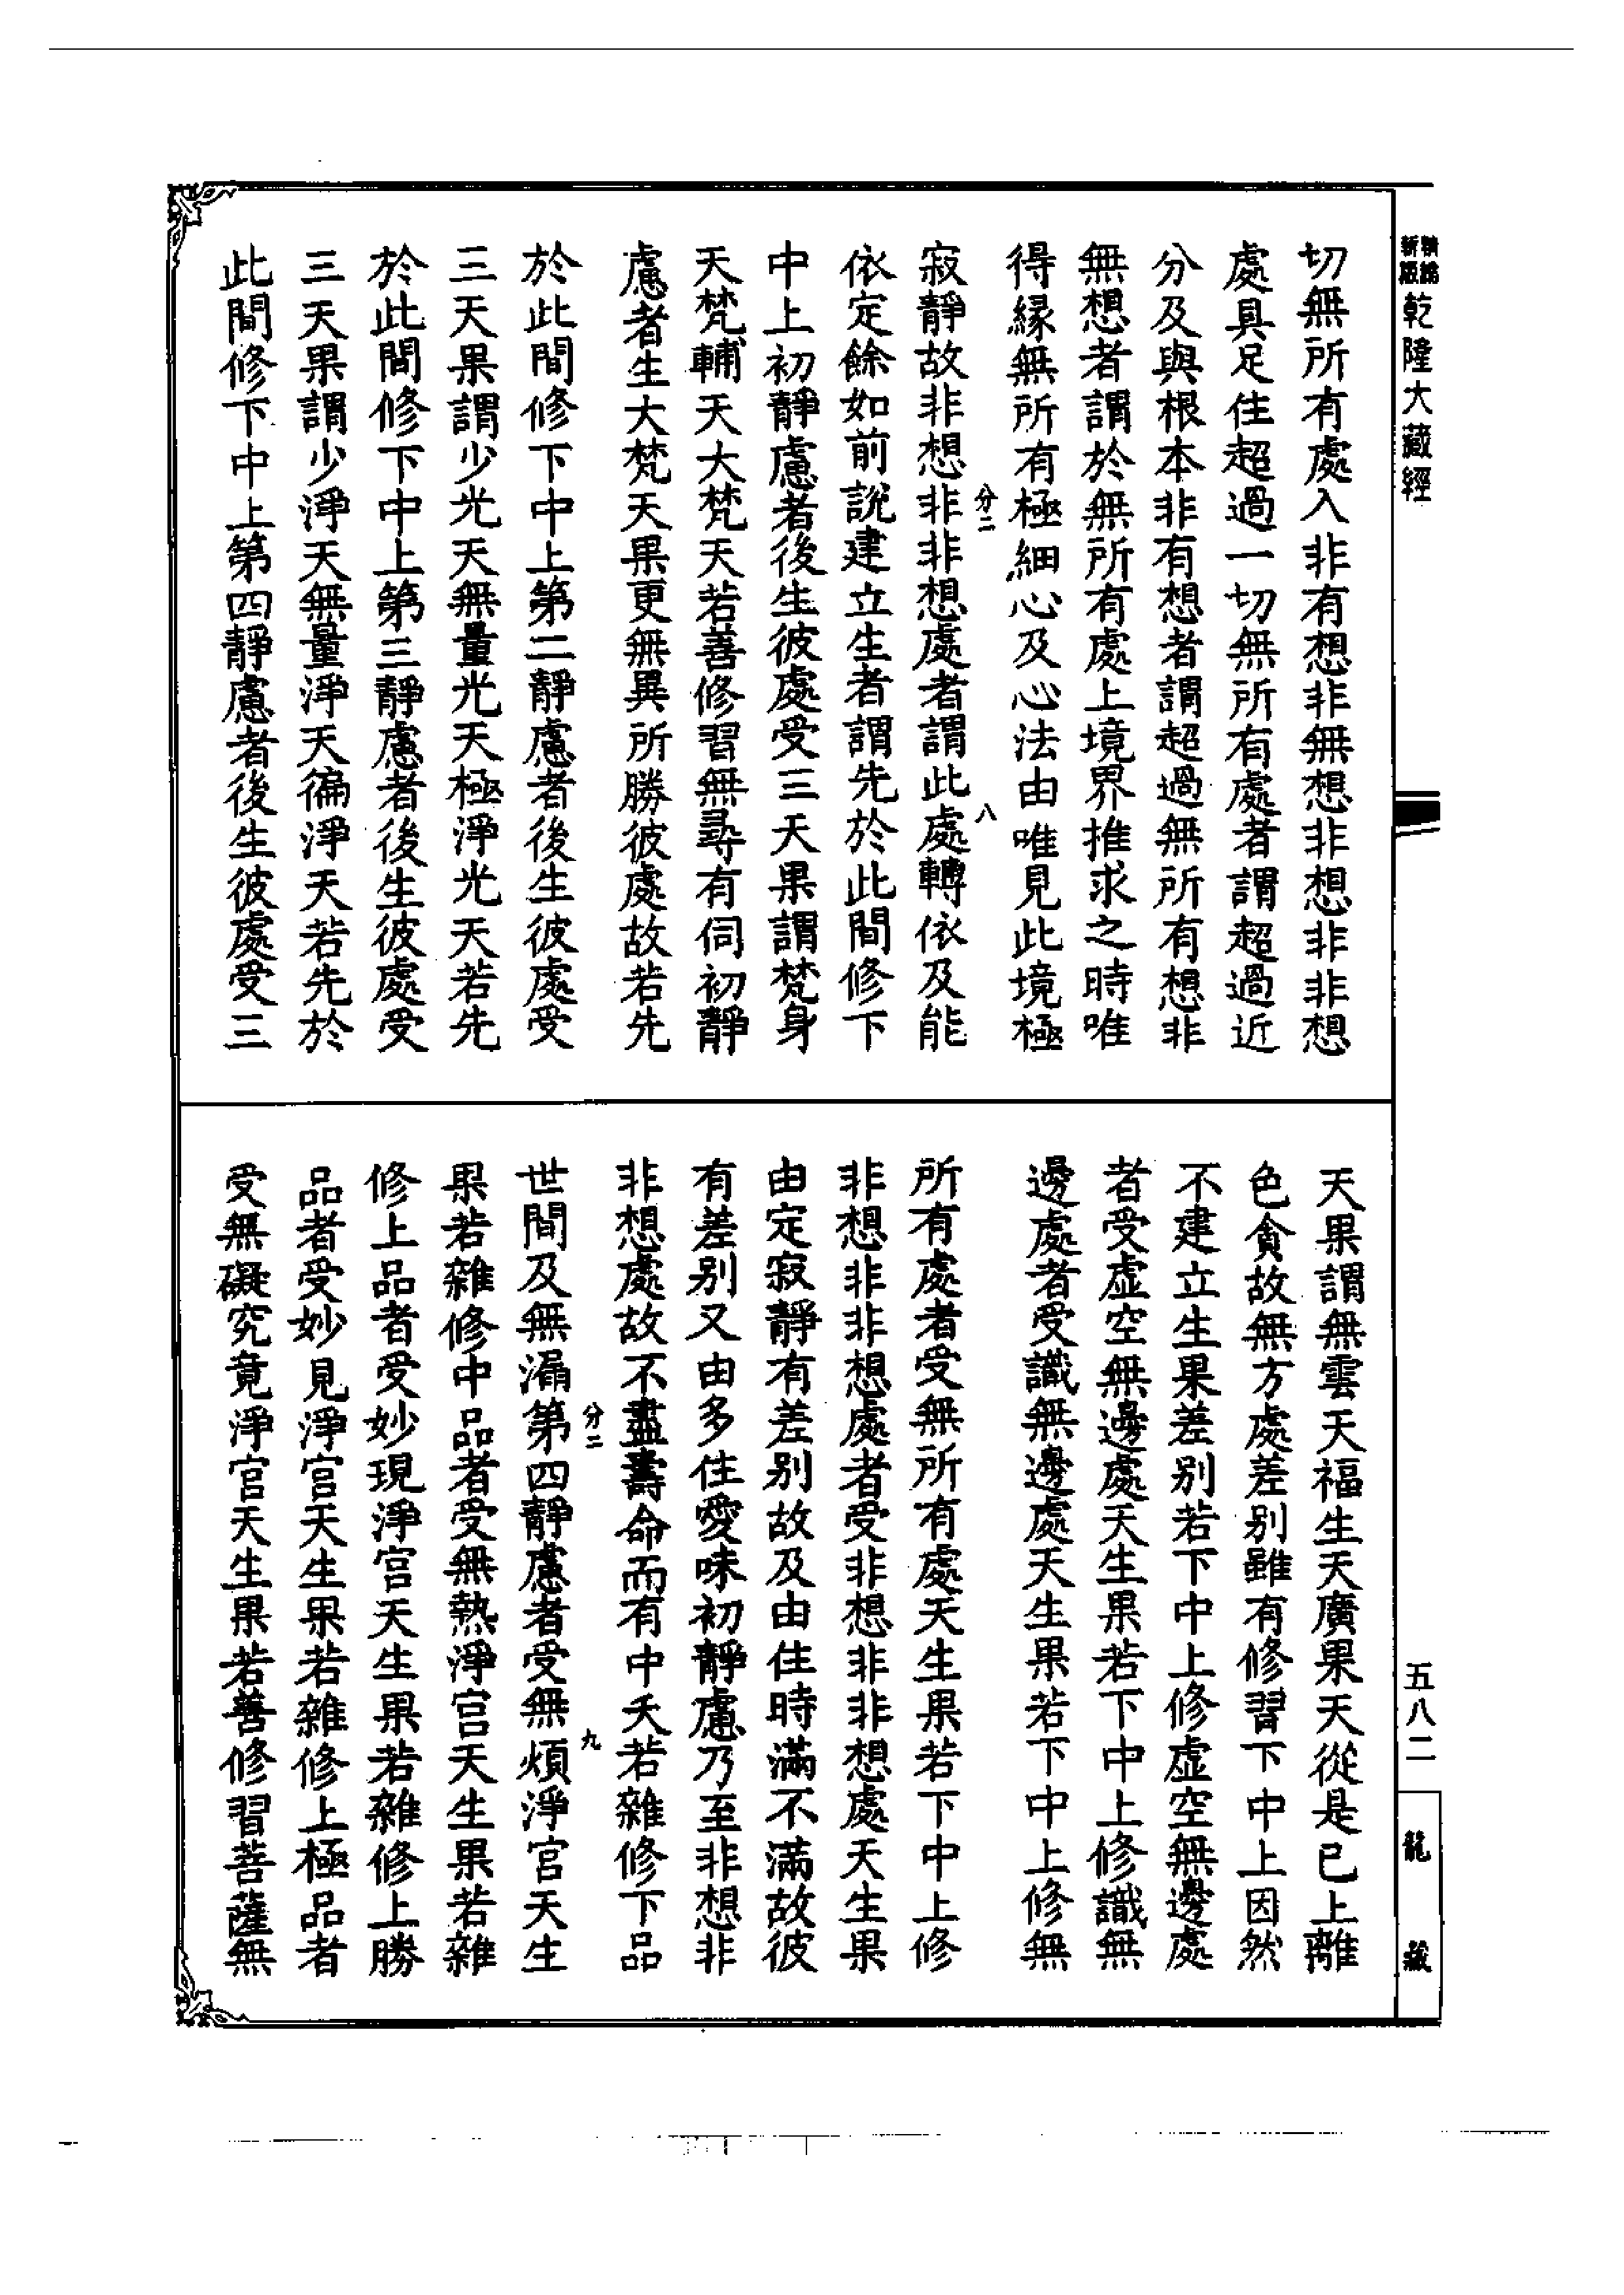 精編
新版
乾隆大藏經
切無所有處入非有想非無想非想非非想
處具足住超過一切無所有處者謂超過近
分及與根本非有想者謂超過無所有想非
無想者謂於無所有處上境界推求之時唯
得緣無所有極細心及心法由唯見此境極
寂靜故非想非非想處者謂此處轉依及能
分二
八
依定餘如前說建立生者謂先於此間修下
中上初靜慮者後生彼處受三天果謂梵身
天梵輔天大梵天若善修習無尋有伺初靜
慮者生大梵天果更無異所勝彼處故若先
於此間修下中上第二靜慮者後生彼處受
三天果謂少光天無量光天極淨光天若先
於此間修下中上第三靜慮者後生彼處受
三天果謂少淨天無量淨天徧淨天若先於
此間修下中上第四靜慮者後生彼處受三
天果謂無雲天福生天廣果天從是已上離
色貪故無方處差別雖有修習下中上因然
不建立生果差別若下中上修虛空無邊處
者受虛空無邊處天生果若下中上修識無
邊處者受識無邊處天生果若下中上修無
所有處者受無所有處天生果若下中上修
非想非非想處者受非想非非想處天生果
由定寂靜有差別故及由住時滿不滿故彼
有差別又由多住愛味初靜慮乃至非想非
非想處故不盡壽命而有中夭若雜修下品
分二
九
世間及無漏第四靜慮者受無煩淨宮天生
果若雜修中品者受無熱淨宮天生果若雜
修上品者受妙現淨宮天生果若雜修上勝
品者受妙見淨宮天生果若雜修上極品者
受無礙究竟淨宮天生果若善修習菩薩無
五八二
龍藏